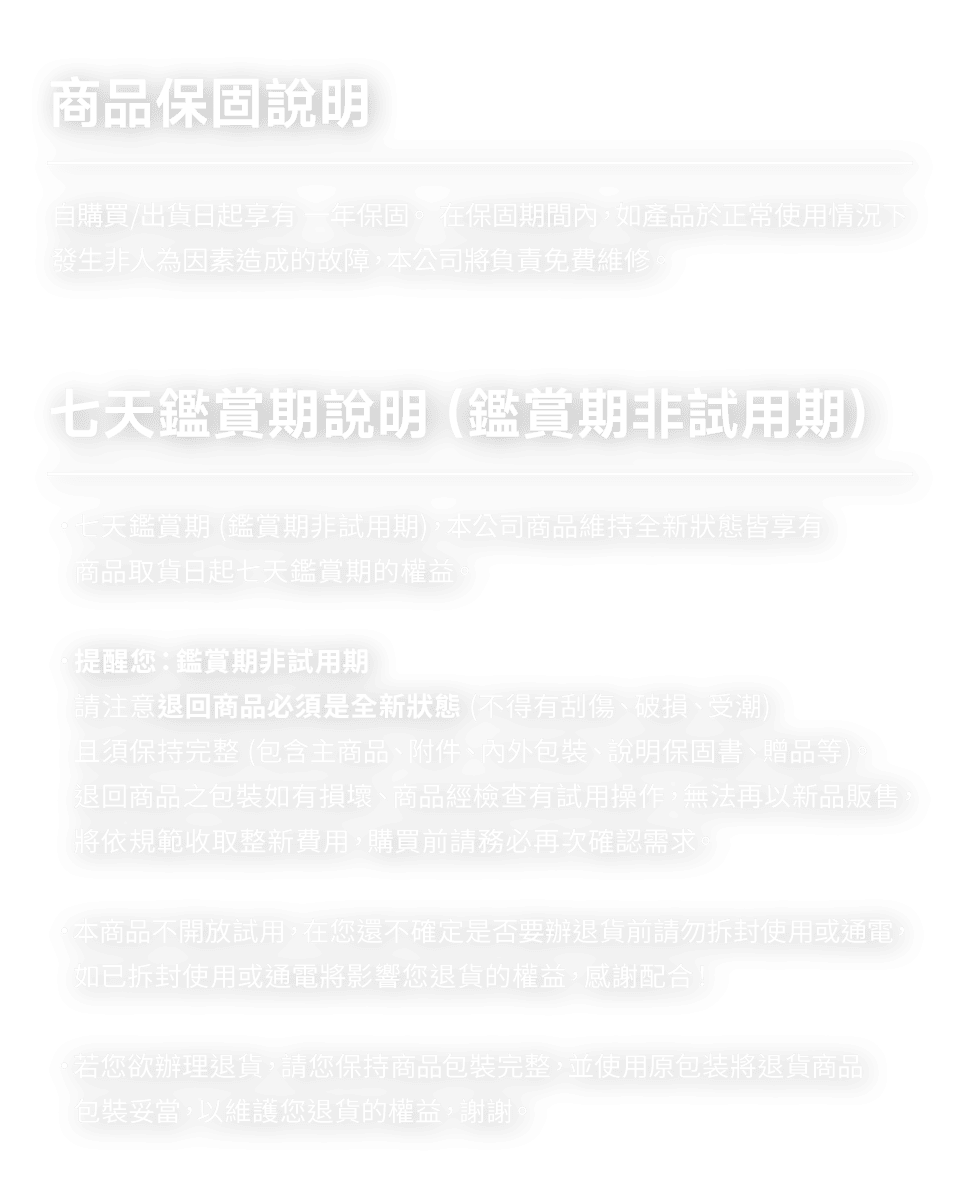 商品保固說明
自購買/出貨日起享有 一年保固。 在保固期間內,如產品於正常使用情況下
發生非人為因素造成的故障,本公司將負責免費維修。
七天鑑賞期說明 (鑑賞期非試用期)
·七天鑑賞期 (鑑賞期非試用期),本公司商品維持全新狀態皆享有
商品取貨日起七天鑑賞期的權益。
·提醒您:鑑賞期非試用期
請注意退回商品必須是全新狀態 (不得有刮傷、破損、受潮)
且須保持完整 (包含主商品、附件、內外包裝、說明保固書、贈品等)。
退回商品之包裝如有損壞、商品經檢查有試用操作,無法再以新品販售,
將依規範收取整新費用,購買前請務必再次確認需求。
·本商品不開放試用,在您還不確定是否要辦退貨前請勿拆封使用或通電,
如已拆封使用或通電將影響您退貨的權益,感謝配合!
·若您欲辦理退貨,請您保持商品包裝完整,並使用原包裝將退貨商品
包裝妥當,以維護您退貨的權益,謝謝。